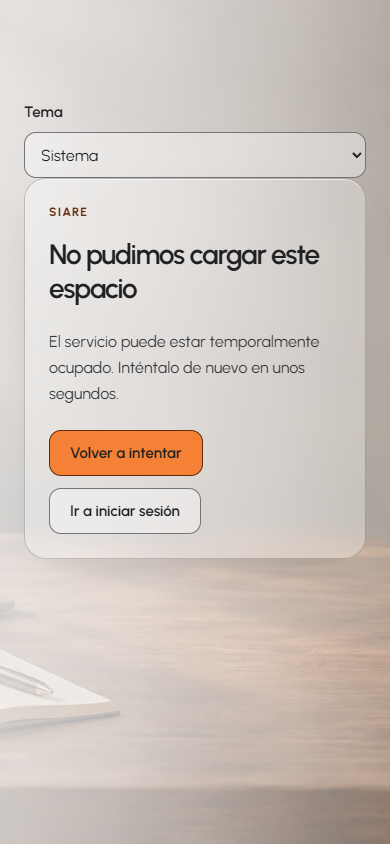 Tema
Sistema
SIARE
No pudimos cargar este
espacio
El servicio puede estar temporalmente
ocupado. Inténtalo de nuevo en unos
segundos.
Volver a intentar
Ir a iniciar sesión